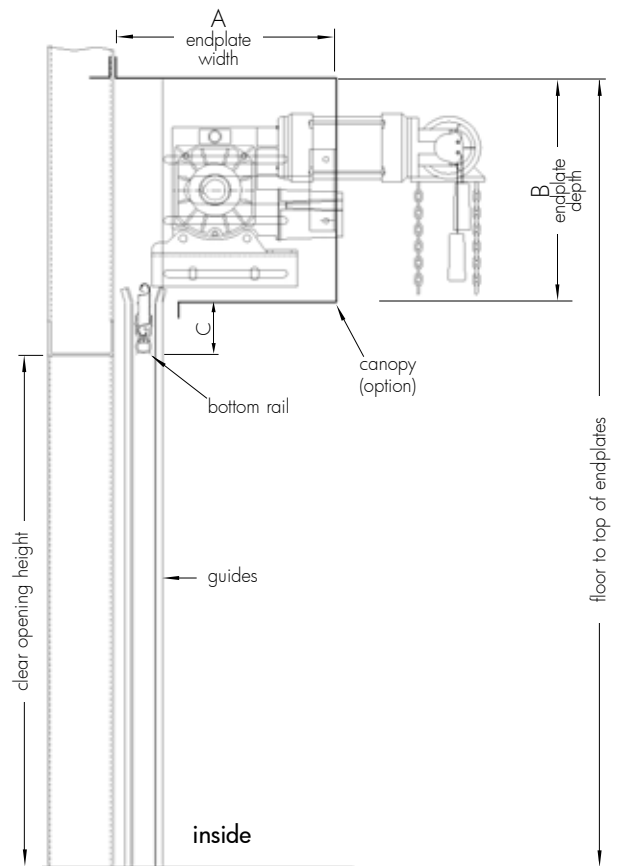 A
endplate
width
B
endplate
depth
C
canopy
(option)
bottom rail
floor to top of endplates
clear opening height
guides
inside